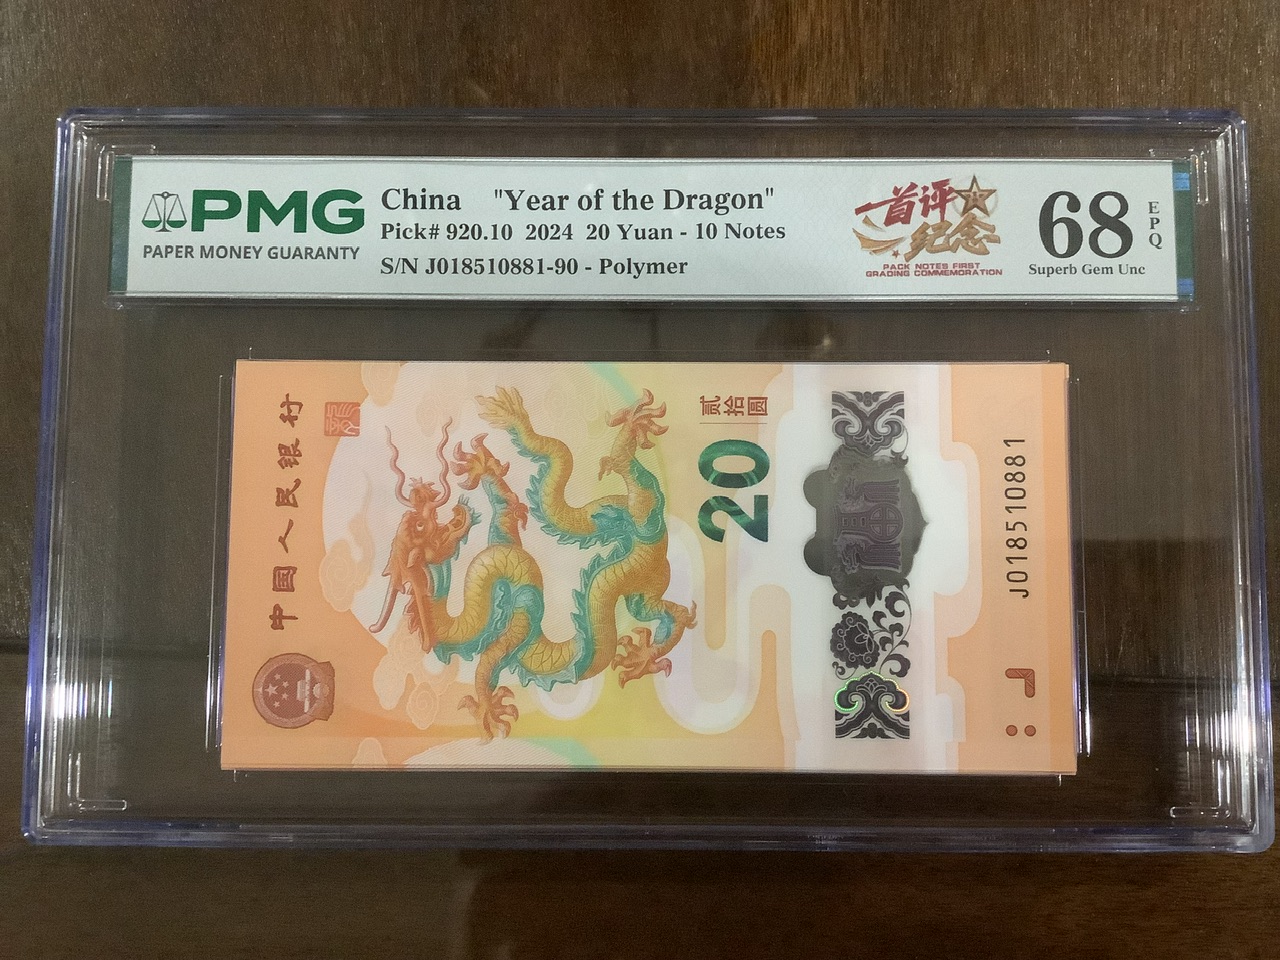 PMG
PAPER MONEY GUARANTY
China "Year of the Dragon"
Pick# 920.10 2024 20 Yuan - 10 Notes
S/N J018510881-90 - Polymer
首评
纪念
PACK NOTES FIRST
GRADING COMMEMORATION
68
EPQ
Superb Gem Unc
中國人民银行
贰拾圆
20
J018510881